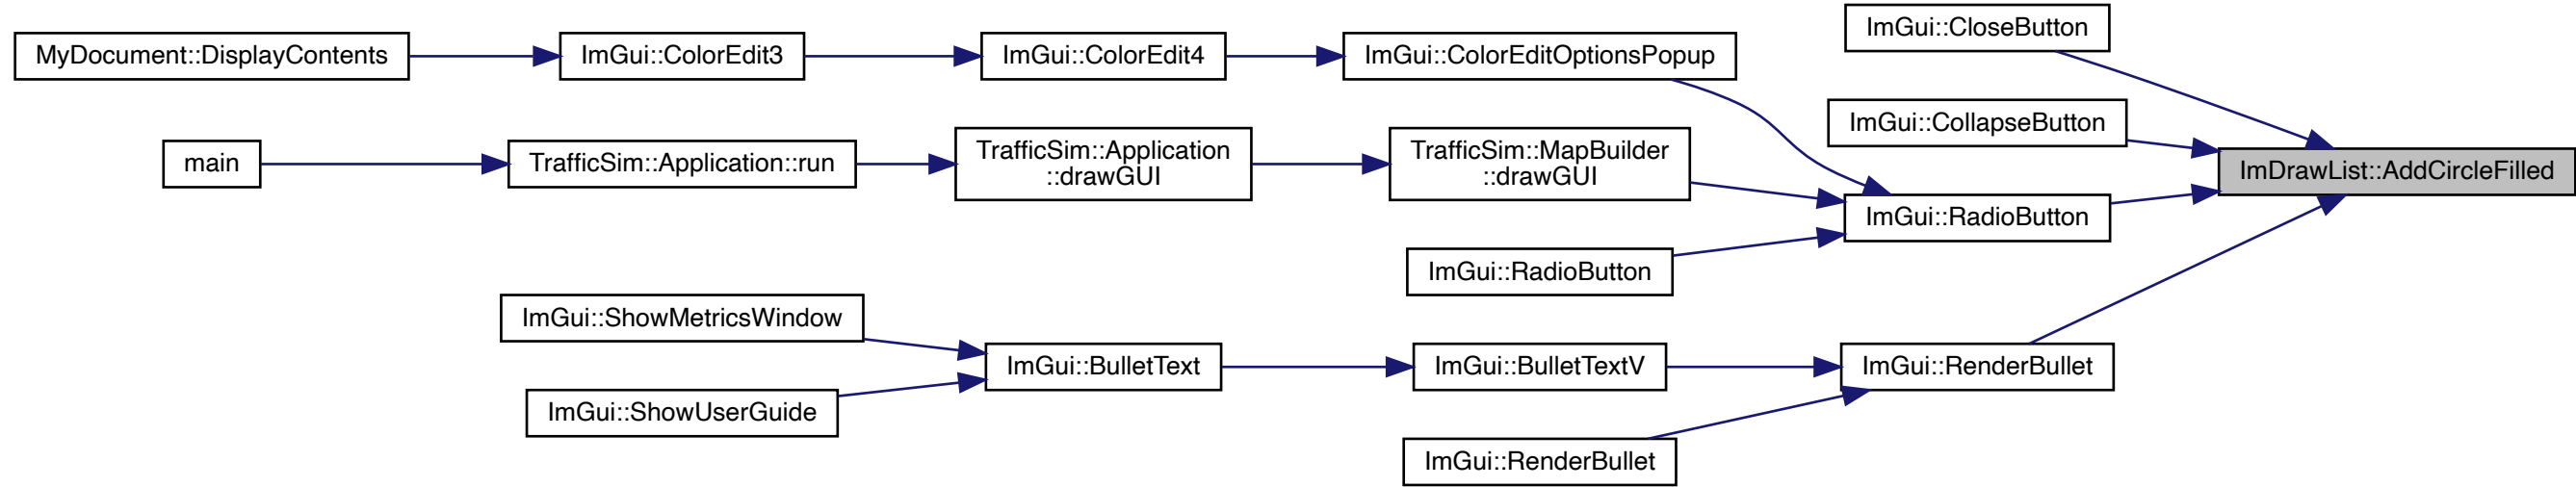 ImGui::CloseButton
MyDocument::DisplayContents
ImGui::ColorEdit3
ImGui::ColorEdit4
ImGui::ColorEditOptionsPopup
ImGui::CollapseButton
main
TrafficSim::Application::run
TrafficSim::Application
::drawGUI
TrafficSim::MapBuilder
::drawGUI
ImDrawList::AddCircleFilled
ImGui::RadioButton
ImGui::RadioButton
ImGui::ShowMetricsWindow
ImGui::BulletText
ImGui::BulletTextV
ImGui::RenderBullet
ImGui::ShowUserGuide
ImGui::RenderBullet